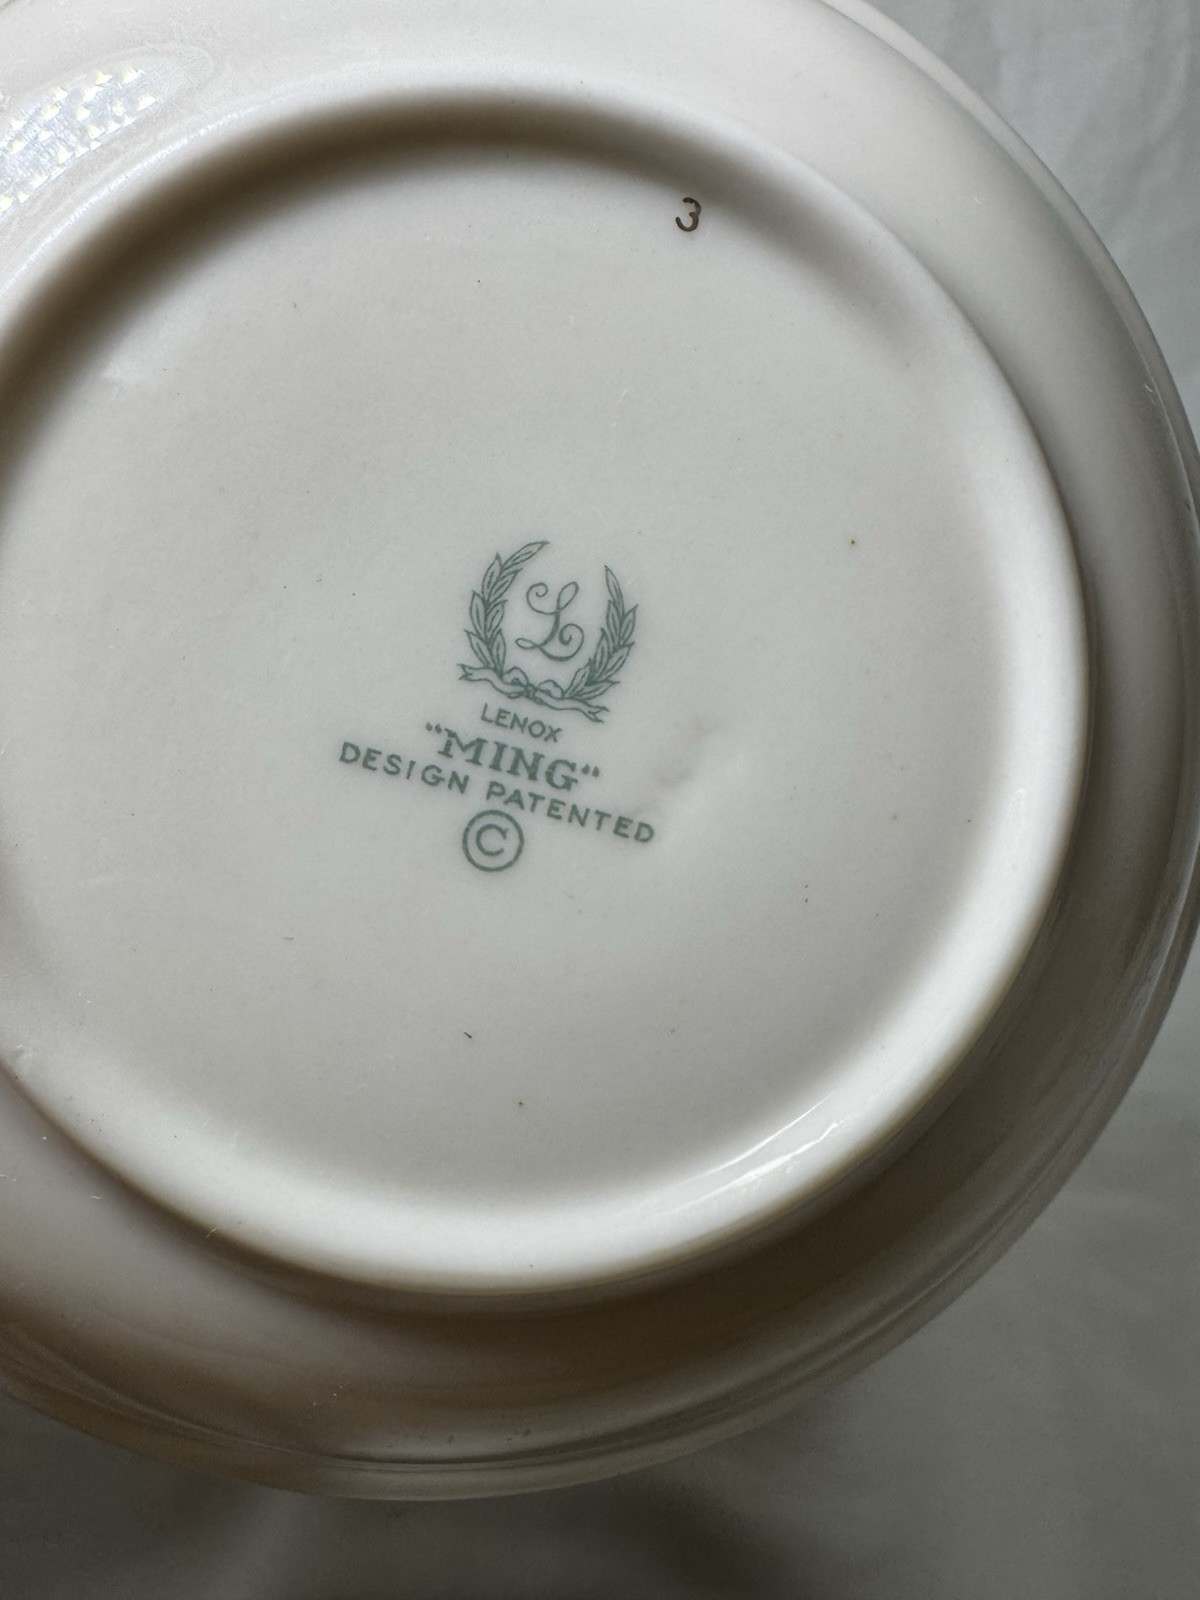 3
L
LENOX
"MING"
DESIGN PATENTED
©